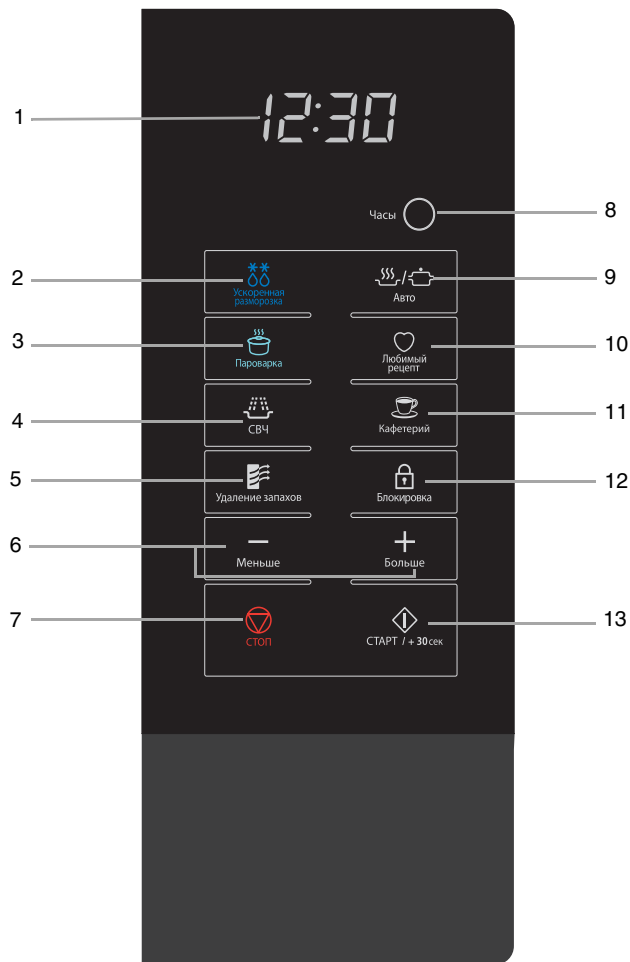 1
12:30
Часы
8
2
Ускоренная
разморозка
Авто
9
3
Пароварка
Любимый
рецепт
10
4
СВЧ
Кафетерий
11
5
Удаление запахов
Блокировка
12
6
Меньше
Больше
7
СТОП
СТАРТ / + 30 сек
13